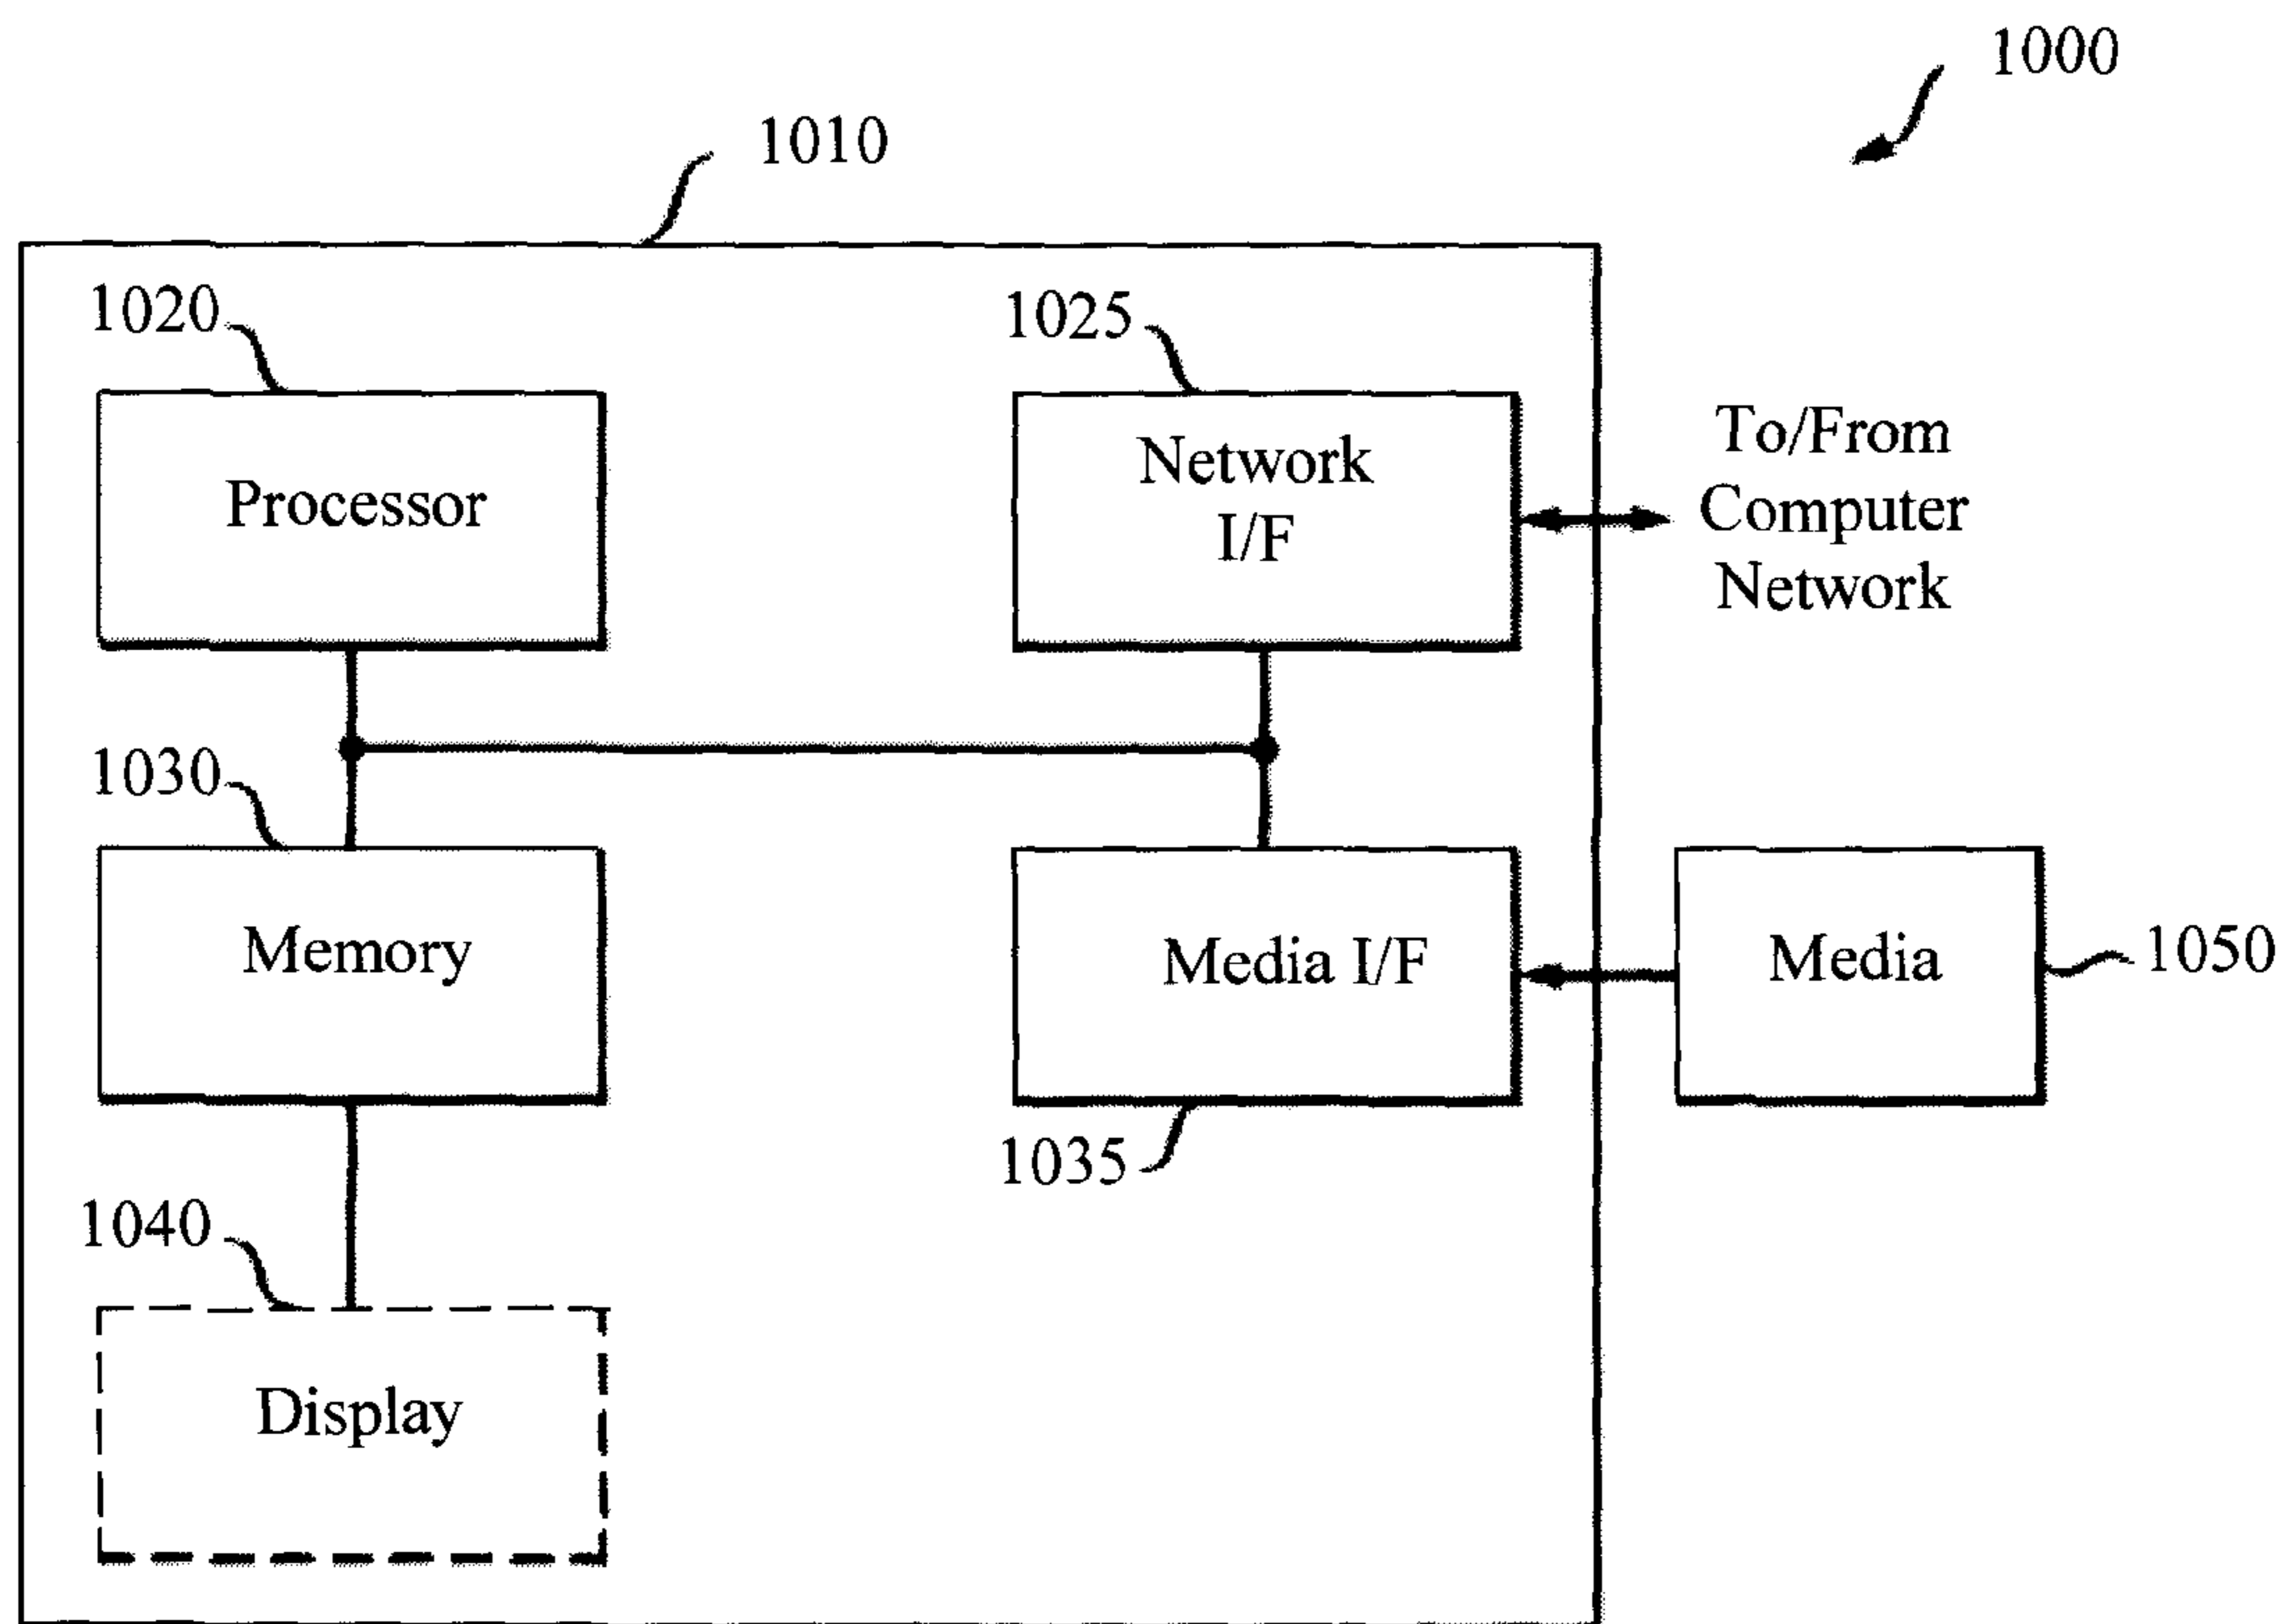 1000
1010
1020
1025
Processor
Network
I/F
To/From
Computer
Network
1030
Memory
Media I/F
Media
1050
1035
1040
Display